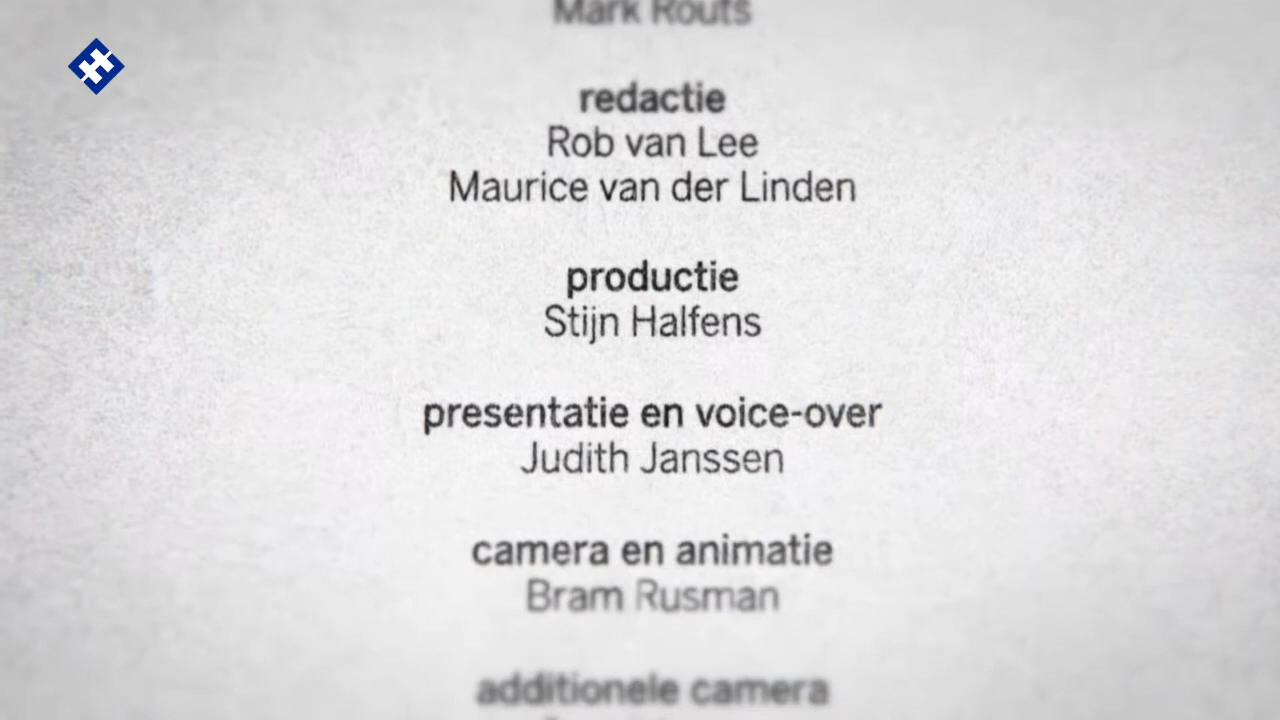 Mark Routs
redactie
Rob van Lee
Maurice van der Linden
productie
Stijn Halfens
presentatie en voice-over
Judith Janssen
camera en animatie
Bram Rusman
additionele camera